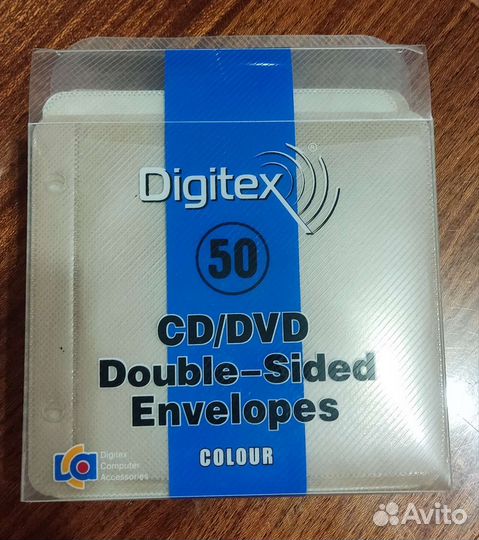 Digitex®
50
CD/DVD
Double-Sided
Envelopes
COLOUR
Digitex
Computer
Accessories
Avito